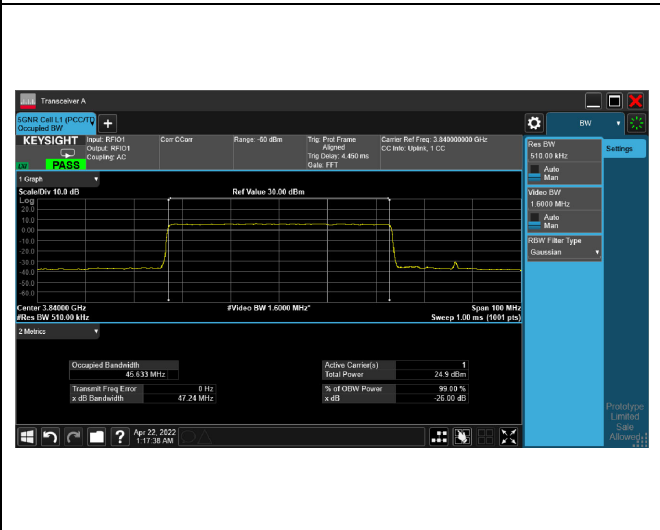 Transceiver A
5GNR Cell L1 (PCC/TD
Occupied BW
BW
KEYSIGHT
Input: RFIO1
Output: RFIO1
Coupling: AC
Corr CCorr
Range: -60 dBm
Trig: Prot Frame
Aligned
Trig Delay: 4.450 ms
Gate: FFT
Carrier Ref Freq: 3.840000000 GHz
CC Info: Uplink, 1 CC
PASS
Res BW
510.00 kHz
Auto
Man
Settings
Video BW
1.6000 MHz
Auto
Man
RBW Filter Type
Gaussian
1 Graph
Scale/Div 10.0 dB
Ref Value 30.00 dBm
Log
20.0
10.0
0.00
-10.0
-20.0
-30.0
-40.0
-50.0
-60.0
Center 3.84000 GHz
#Video BW 1.6000 MHz*
Span 100 MHz
#Res BW 510.00 kHz
Sweep 1.00 ms (1001 pts)
2 Metrics
Occupied Bandwidth
45.633 MHz
Active Carrier(s) 1
Total Power 24.9 dBm
Transmit Freq Error 0 Hz
x dB Bandwidth 47.24 MHz
% of OBW Power 99.00 %
x dB -26.00 dB
Prototype
Limited
Sale
Allowed
Apr 22, 2022
1:17:38 AM